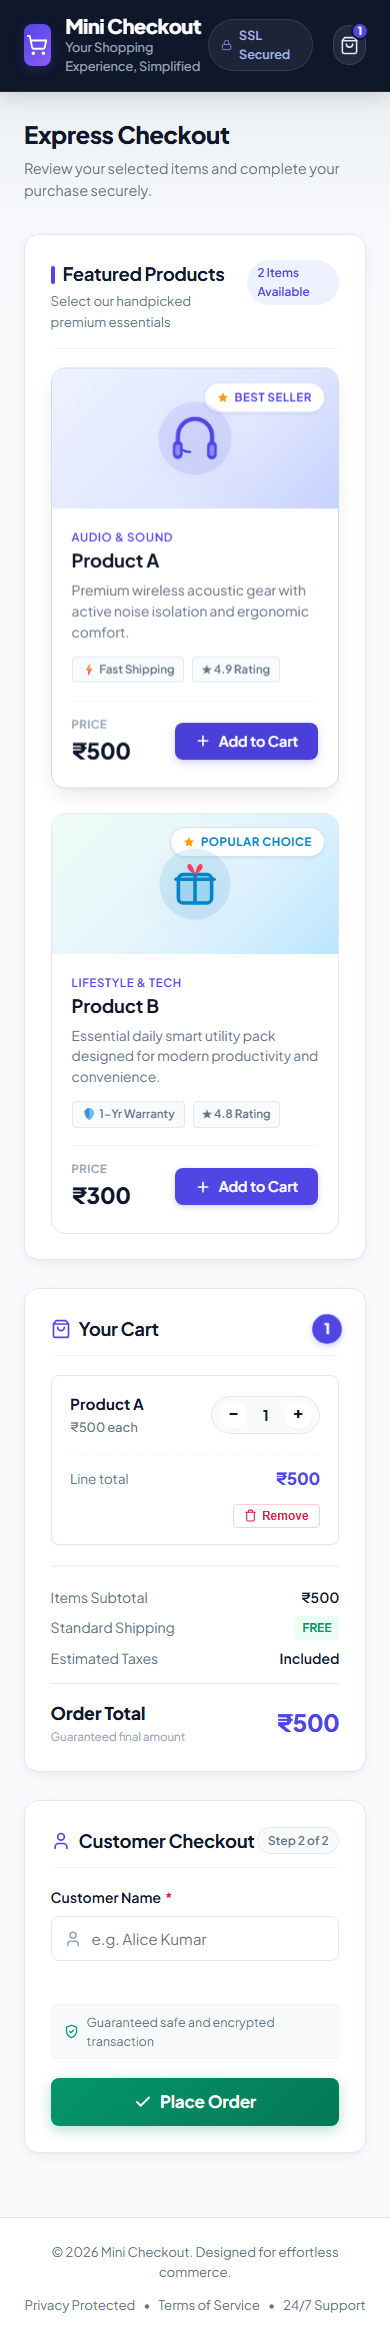 Mini Checkout
Your Shopping
Experience, Simplified
SSL
Secured
1
Express Checkout
Review your selected items and complete your
purchase securely.
Featured Products
Select our handpicked
premium essentials
2 Items
Available
★ BEST SELLER
AUDIO & SOUND
Product A
Premium wireless acoustic gear with
active noise isolation and ergonomic
comfort.
Fast Shipping
★ 4.9 Rating
PRICE
₹500
+ Add to Cart
★ POPULAR CHOICE
LIFESTYLE & TECH
Product B
Essential daily smart utility pack
designed for modern productivity and
convenience.
1-Yr Warranty
★ 4.8 Rating
PRICE
₹300
+ Add to Cart
Your Cart
1
Product A
₹500 each
− 1 +
Line total ₹500
Remove
Items Subtotal ₹500
Standard Shipping FREE
Estimated Taxes Included
Order Total
Guaranteed final amount
₹500
Customer Checkout
Step 2 of 2
Customer Name *
e.g. Alice Kumar
Guaranteed safe and encrypted
transaction
Place Order
© 2026 Mini Checkout. Designed for effortless
commerce.
Privacy Protected • Terms of Service • 24/7 Support